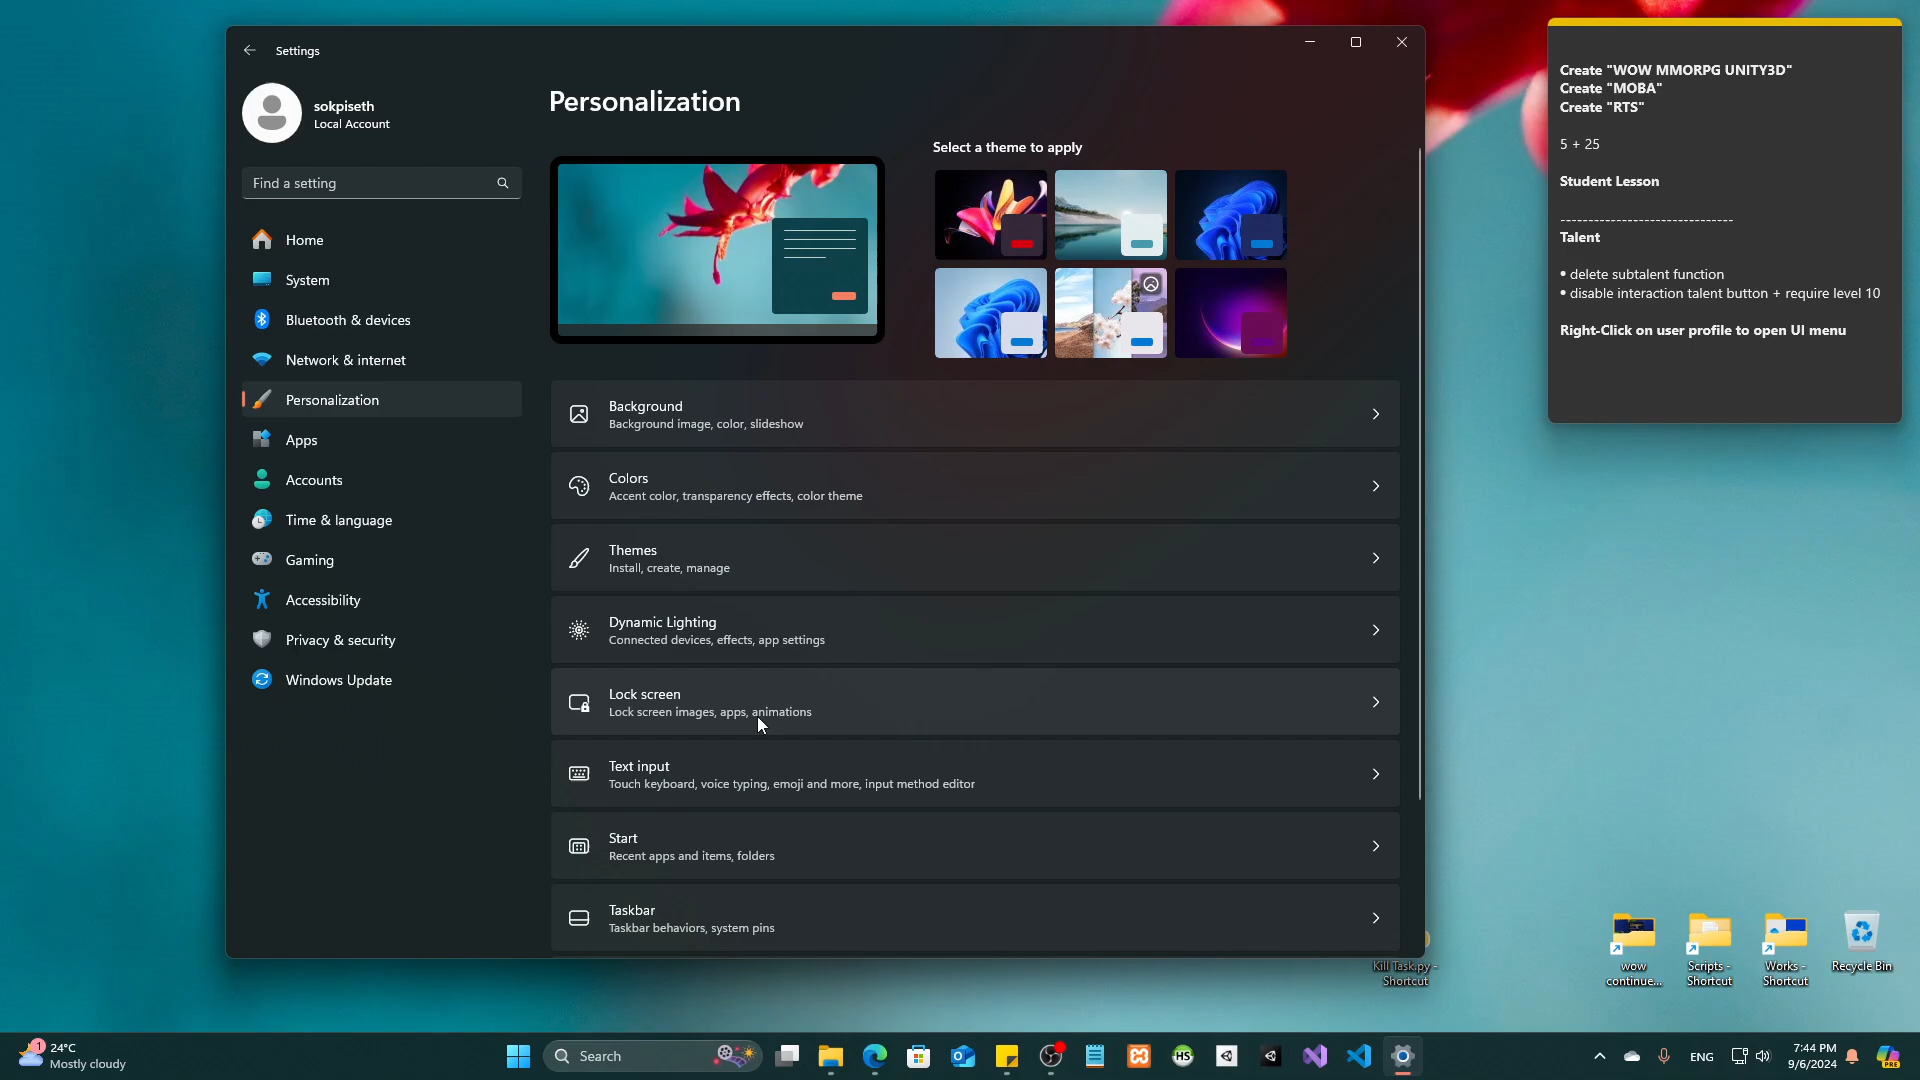 Settings
sokpiseth
Local Account
Find a setting
Home
System
Bluetooth & devices
Network & internet
Personalization
Apps
Accounts
Time & language
Gaming
Accessibility
Privacy & security
Windows Update
Personalization
Select a theme to apply
Background
Background image, color, slideshow
Colors
Accent color, transparency effects, color theme
Themes
Install, create, manage
Dynamic Lighting
Connected devices, effects, app settings
Lock screen
Lock screen images, apps, animations
Text input
Touch keyboard, voice typing, emoji and more, input method editor
Start
Recent apps and items, folders
Taskbar
Taskbar behaviors, system pins
Create "WOW MMORPG UNITY3D"
Create "MOBA"
Create "RTS"
5 + 25
Student Lesson
-------------------------------
Talent
• delete subtalent function
• disable interaction talent button + require level 10
Right-Click on user profile to open UI menu
Kill Task.py -
Shortcut
wow
continue...
Scripts -
Shortcut
Works -
Shortcut
Recycle Bin
1
24°C
Mostly cloudy
Search
HS
ENG
7:44 PM
9/6/2024
PRE